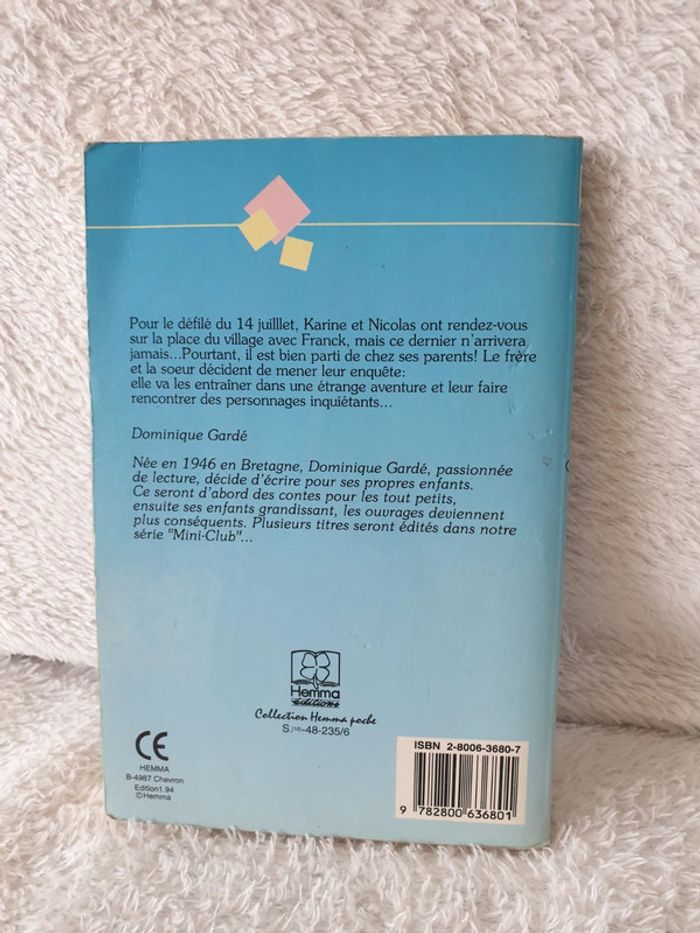 Pour le défilé du 14 juilllet, Karine et Nicolas ont rendez-vous
sur la place du village avec Franck, mais ce dernier n'arrivera
jamais...Pourtant, il est bien parti de chez ses parents! Le frère
et la soeur décident de mener leur enquête:
elle va les entraîner dans une étrange aventure et leur faire
rencontrer des personnages inquiétants...
Dominique Gardé
Née en 1946 en Bretagne, Dominique Gardé, passionnée
de lecture, décide d'écrire pour ses propres enfants.
Ce seront d'abord des contes pour les tout petits,
ensuite ses enfants grandissant, les ouvrages deviennent
plus conséquents. Plusieurs titres seront édités dans notre
série "Mini-Club"...
Hemma
éditions
Collection Hemma poche
S./10-48-235/6
CE
HEMMA
B-4987 Chevron
Edition1.94
©Hemma
ISBN 2-8006-3680-7
9 782800 636801